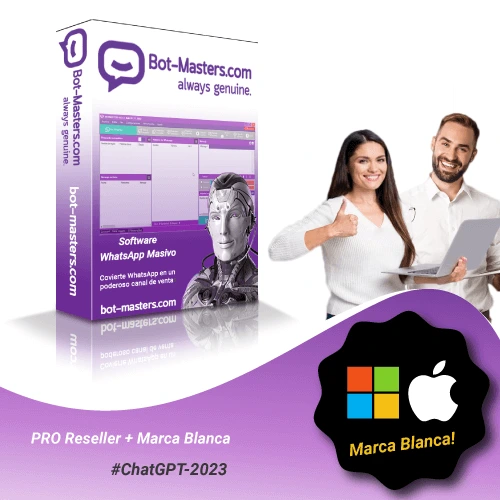 Bot-Masters.com
always genuine.
bot-masters.com
Bot-Masters.com
always genuine.
Software
WhatsApp Masivo
Covierte WhatsApp en un
poderoso canal de venta
bot-masters.com
Marca Blanca!
PRO Reseller + Marca Blanca
#ChatGPT-2023